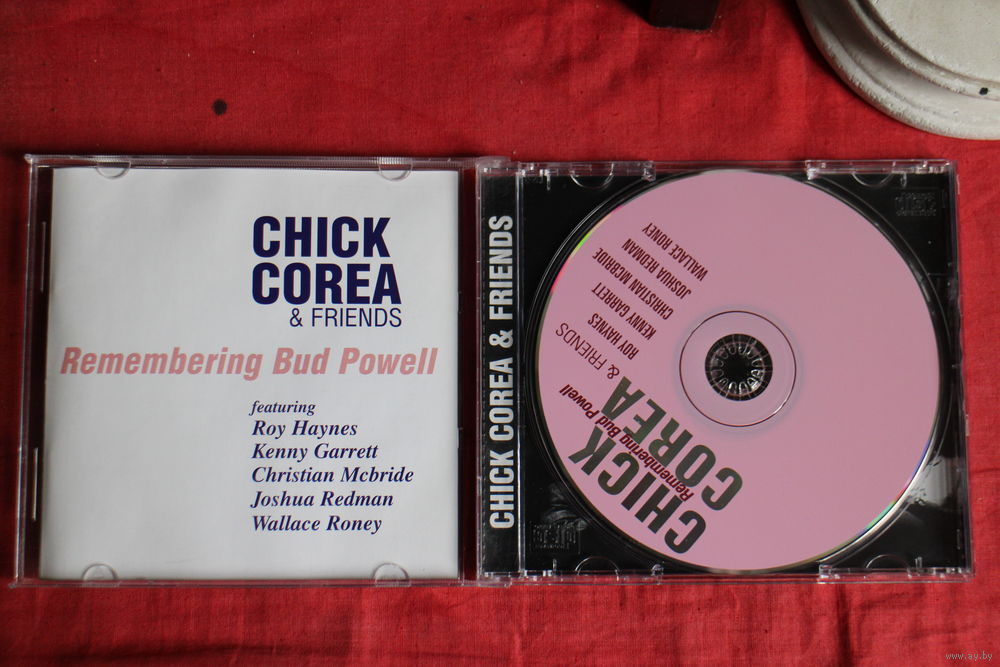 CHICK
COREA
& FRIENDS
Remembering Bud Powell
featuring
Roy Haynes
Kenny Garrett
Christian Mcbride
Joshua Redman
Wallace Roney
CHICK COREA & FRIENDS
CHICK
COREA
Remembering Bud Powell
& FRIENDS
ROY HAYNES
KENNY GARRETT
CHRISTIAN MCBRIDE
JOSHUA REDMAN
WALLACE RONEY
www.ay.by